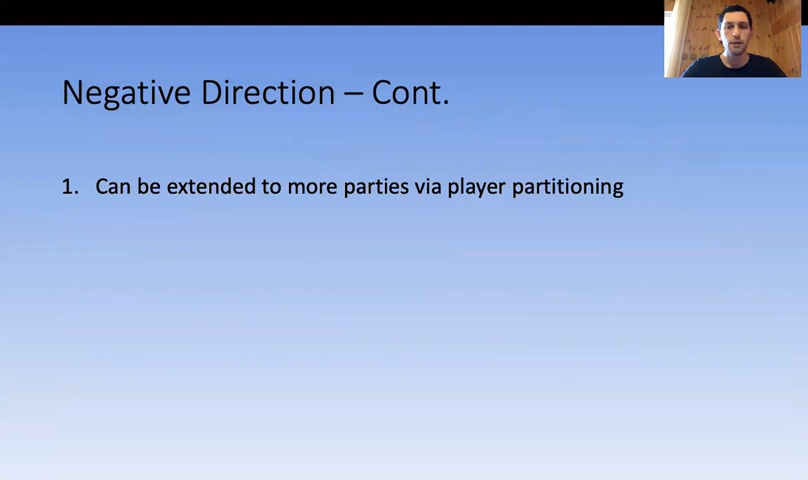 Negative Direction – Cont.
1. Can be extended to more parties via player partitioning